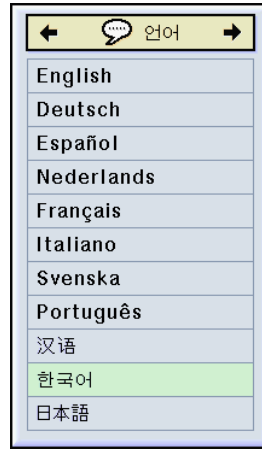 언어
English
Deutsch
Español
Nederlands
Français
Italiano
Svenska
Português
汉语
한국어
日本語